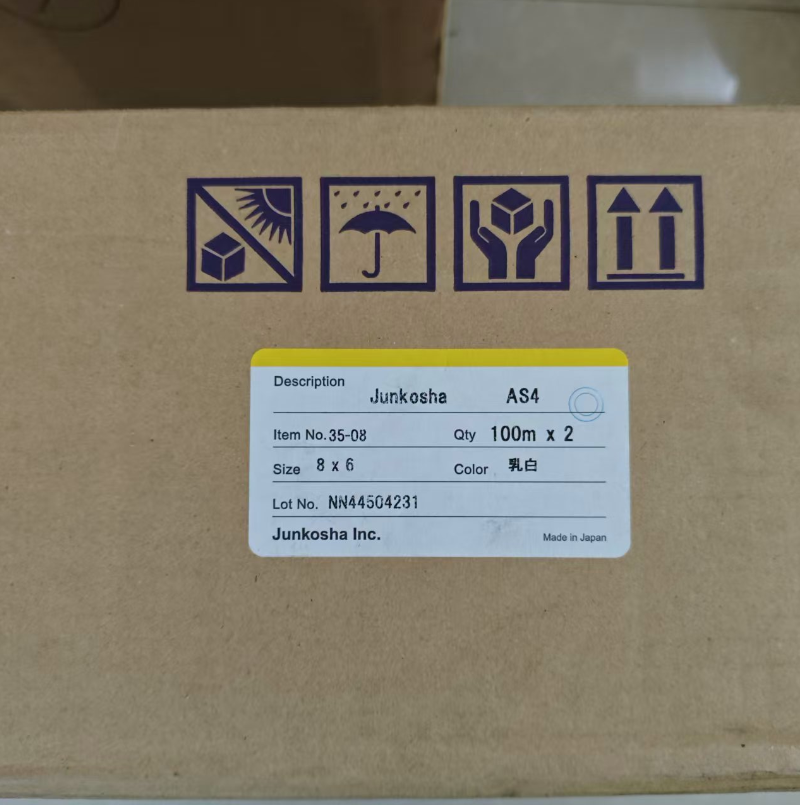 Description
Junkosha AS4
Item No. 35-08 Qty 100m x 2
Size 8 x 6 Color 乳白
Lot No. NN44504231
Junkosha Inc. Made in Japan